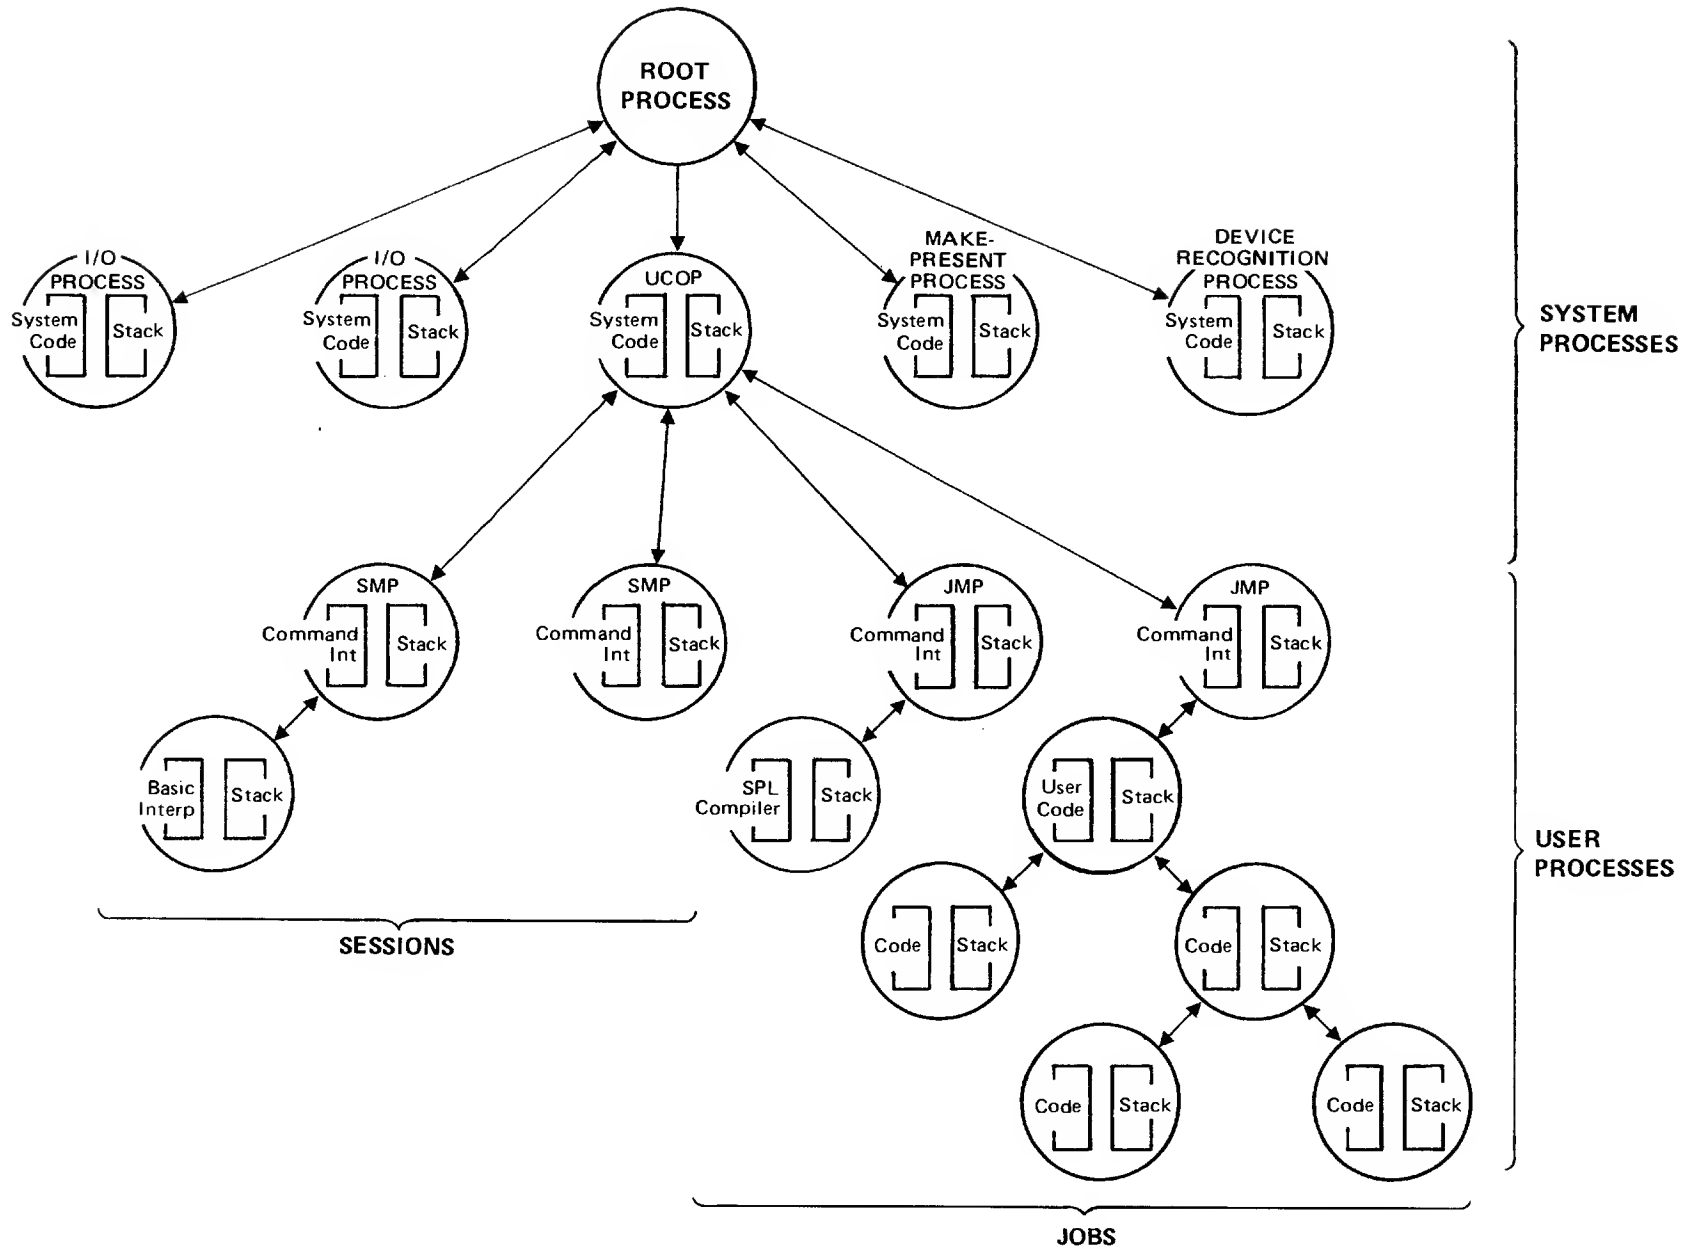 ROOT
PROCESS
I/O
PROCESS
System
Code
Stack
I/O
PROCESS
System
Code
Stack
UCOP
System
Code
Stack
MAKE-
PRESENT
PROCESS
System
Code
Stack
DEVICE
RECOGNITION
PROCESS
System
Code
Stack
SYSTEM
PROCESSES
SMP
Command
Int
Stack
SMP
Command
Int
Stack
JMP
Command
Int
Stack
JMP
Command
Int
Stack
Basic
Interp
Stack
SPL
Compiler
Stack
User
Code
Stack
USER
PROCESSES
Code
Stack
Code
Stack
SESSIONS
Code
Stack
Code
Stack
JOBS